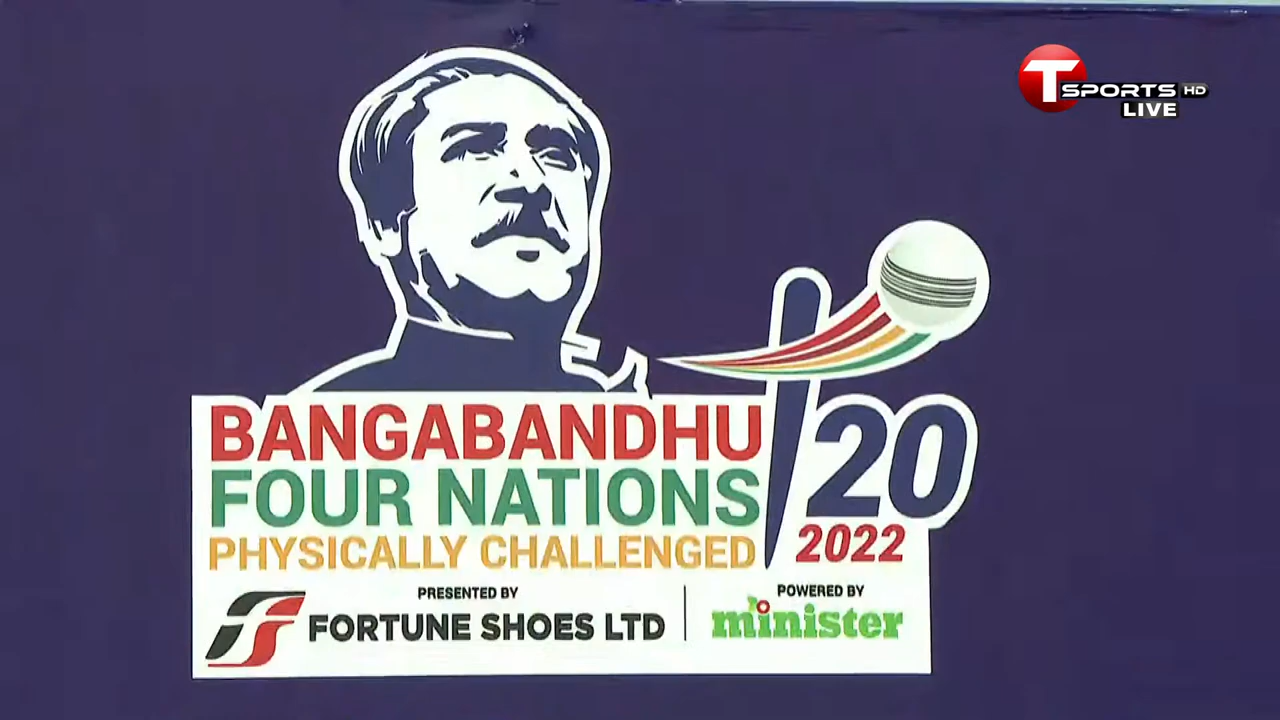 T SPORTS HD
LIVE
BANGABANDHU
FOUR NATIONS
PHYSICALLY CHALLENGED
T20
2022
PRESENTED BY
FORTUNE SHOES LTD
POWERED BY
minister